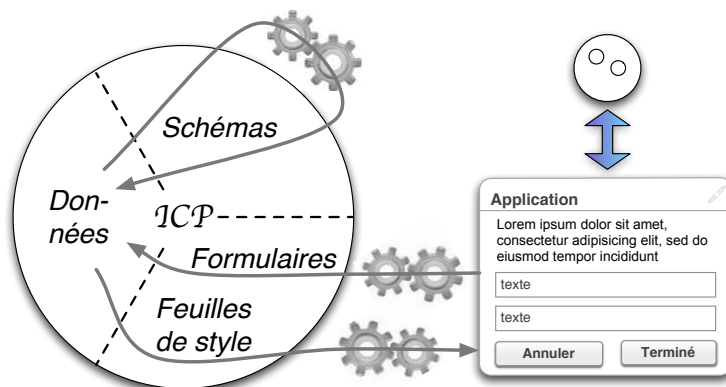 Schémas
Don-
nées
ICP
Formulaires
Feuilles
de style
Application
Lorem ipsum dolor sit amet,
consectetur adipisicing elit, sed do
eiusmod tempor incididunt
texte
texte
Annuler
Terminé